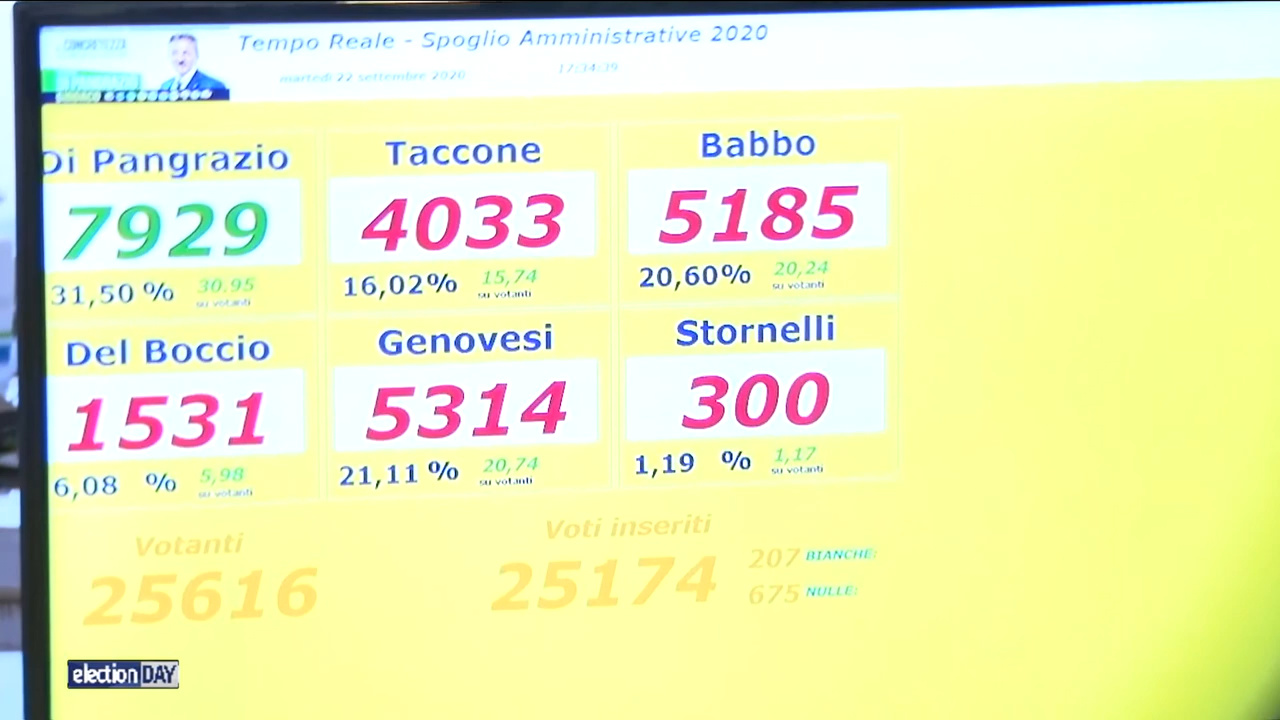 Tempo Reale - Spoglio Amministrative 2020
martedì 22 settembre 2020
17:34:39
CONCRETEZZA
SINDACO
Di Pangrazio
7929
31,50 %
30.95
su votanti
Taccone
4033
16,02%
15,74
su votanti
Babbo
5185
20,60%
20,24
su votanti
Del Boccio
1531
6,08 %
5,98
su votanti
Genovesi
5314
21,11 %
20,74
su votanti
Stornelli
300
1,19 %
1,17
su votanti
Votanti
25616
Voti inseriti
25174
207 BIANCHE:
675 NULLE:
election DAY